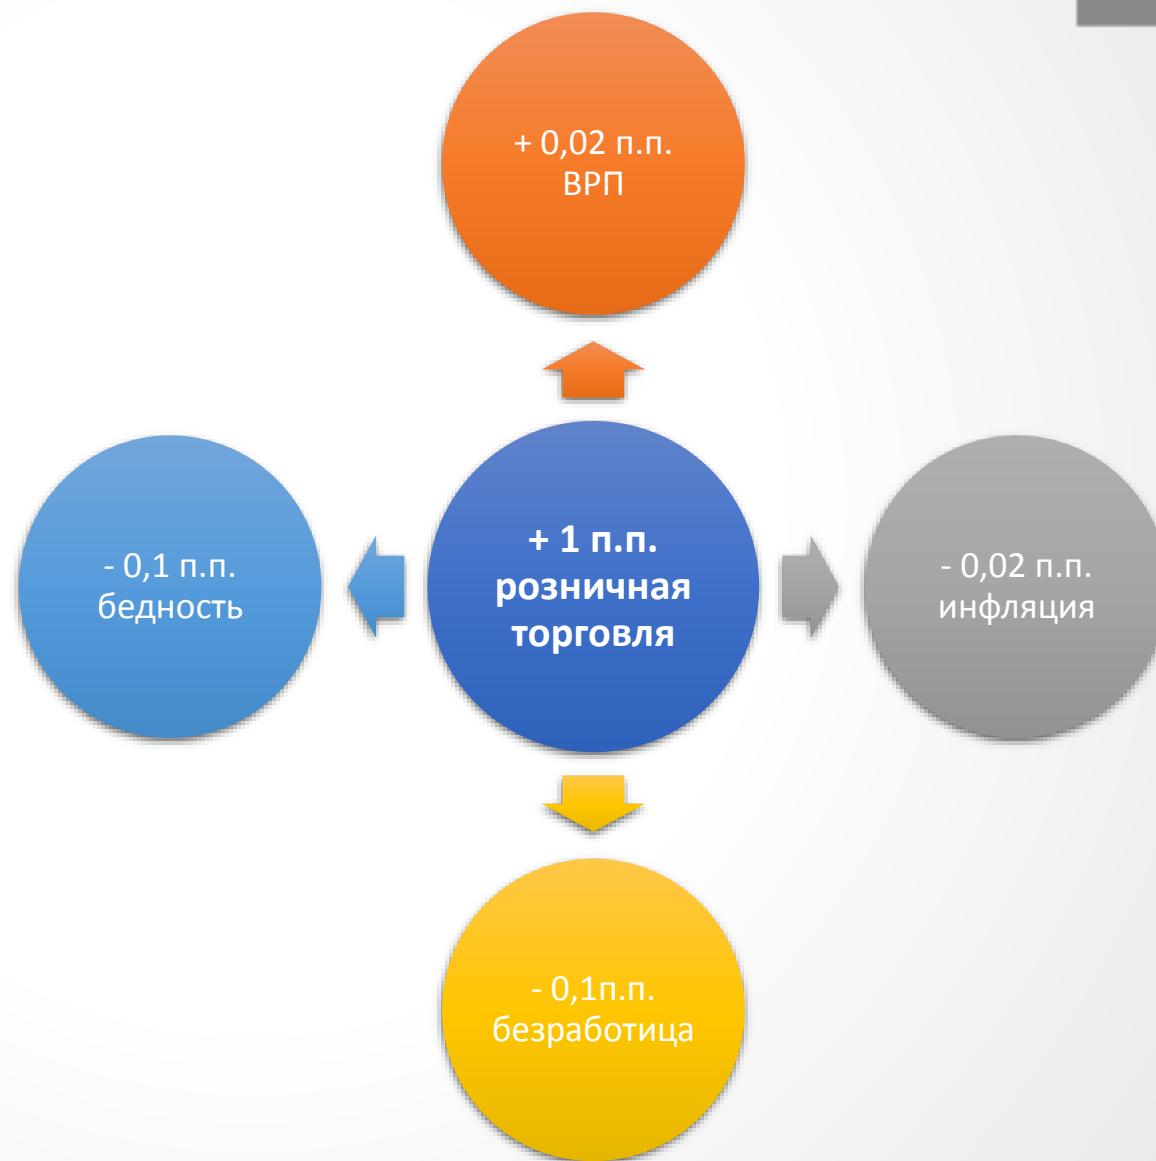 + 0,02 п.п.
ВРП
- 0,1 п.п.
бедность
+ 1 п.п.
розничная
торговля
- 0,02 п.п.
инфляция
- 0,1п.п.
безработица